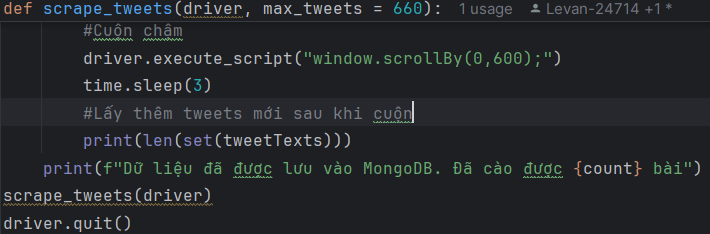 def scrape_tweets(driver, max_tweets = 660): 1 usage Levan-24714 +1 *
#Cuộn chậm
driver.execute_script("window.scrollBy(0,600);")
time.sleep(3)
#Lấy thêm tweets mới sau khi cuộn
print(len(set(tweetTexts)))
print(f"Dữ liệu đã được lưu vào MongoDB. Đã cào được {count} bài")
scrape_tweets(driver)
driver.quit()